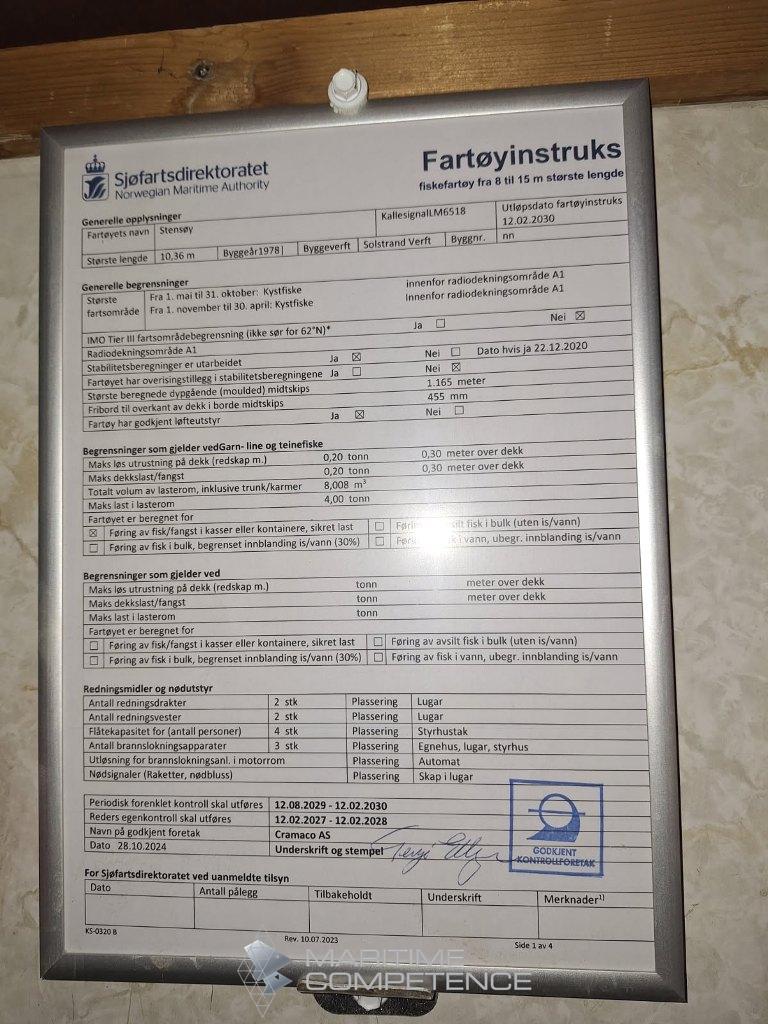 Sjøfartsdirektoratet
Norwegian Maritime Authority
Fartøyinstruks
fiskefartøy fra 8 til 15 m største lengde
Generelle opplysninger
Fartøyets navn Stensøy KallesignalLM6518 Utløpsdato fartøyinstruks
12.02.2030
Største lengde 10,36 m Byggeår1978| Byggeverft Solstrand Verft Byggnr. nn
Generelle begrensninger
Største fartsområde
Fra 1. mai til 31. oktober: Kystfiske innenfor radiodekningsområde A1
Fra 1. november til 30. april: Kystfiske Innenfor radiodekningsområde A1
IMO Tier III fartsområdebegrensning (ikke sør for 62°N)* Ja ☐ Nei ☒
Radiodekningsområde A1
Stabilitetsberegninger er utarbeidet Ja ☒ Nei ☐ Dato hvis ja 22.12.2020
Fartøyet har overisingstillegg i stabilitetsberegningene Ja ☐ Nei ☒
Største beregnede dypgående (moulded) midtskips 1.165 meter
Fribord til overkant av dekk i borde midtskips 455 mm
Fartøy har godkjent løfteutstyr Ja ☒ Nei ☐
Begrensninger som gjelder vedGarn- line og teinefiske
Maks løs utrustning på dekk (redskap m.) 0,20 tonn 0,30 meter over dekk
Maks dekkslast/fangst 0,20 tonn 0,30 meter over dekk
Totalt volum av lasterom, inklusive trunk/karmer 8,008 m³
Maks last i lasterom 4,00 tonn
Fartøyet er beregnet for
☒ Føring av fisk/fangst i kasser eller kontainere, sikret last ☐ avsilt fisk i bulk (uten is/vann)
☐ Føring av fisk i bulk, begrenset innblanding is/vann (30%) ☐ i vann, ubegr. innblanding is/vann
Begrensninger som gjelder ved
Maks løs utrustning på dekk (redskap m.) tonn meter over dekk
Maks dekkslast/fangst tonn meter over dekk
Maks last i lasterom tonn
Fartøyet er beregnet for
☐ Føring av fisk/fangst i kasser eller kontainere, sikret last ☐ Føring av avsilt fisk i bulk (uten is/vann)
☐ Føring av fisk i bulk, begrenset innblanding is/vann (30%) ☐ Føring av fisk i vann, ubegr. innblanding is/vann
Redningsmidler og nødutstyr
Antall redningsdrakter 2 stk Plassering Lugar
Antall redningsvester 2 stk Plassering Lugar
Flåtekapasitet for (antall personer) 4 stk Plassering Styrhustak
Antall brannslokningsapparater 3 stk Plassering Egnehus, lugar, styrhus
Utløsning for brannslokningsanl. i motorrom Plassering Automat
Nødsignaler (Raketter, nødbluss) Plassering Skap i lugar
Periodisk forenklet kontroll skal utføres 12.08.2029 - 12.02.2030
Reders egenkontroll skal utføres 12.02.2027 - 12.02.2028
Navn på godkjent foretak Cramaco AS
Dato 28.10.2024 Underskrift og stempel
GODKJENT
KONTROLLFORETAK
For Sjøfartsdirektoratet ved uanmeldte tilsyn
Dato Antall pålegg Tilbakeholdt Underskrift Merknader¹⁾
KS-0320 B Rev. 10.07.2023 Side 1 av 4
MARITIME
COMPETENCE